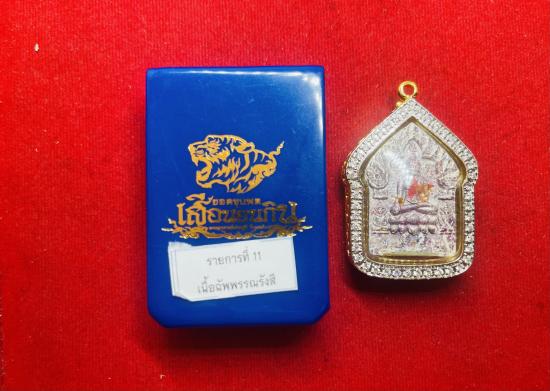 ยอดขุนพล
เสือนอนกิน
รายการที่ 11
เนื้อฉัพพรรณรังสี